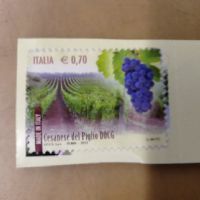 ITALIA € 0,70
MADE IN ITALY
Cesanese del Piglio DOCG